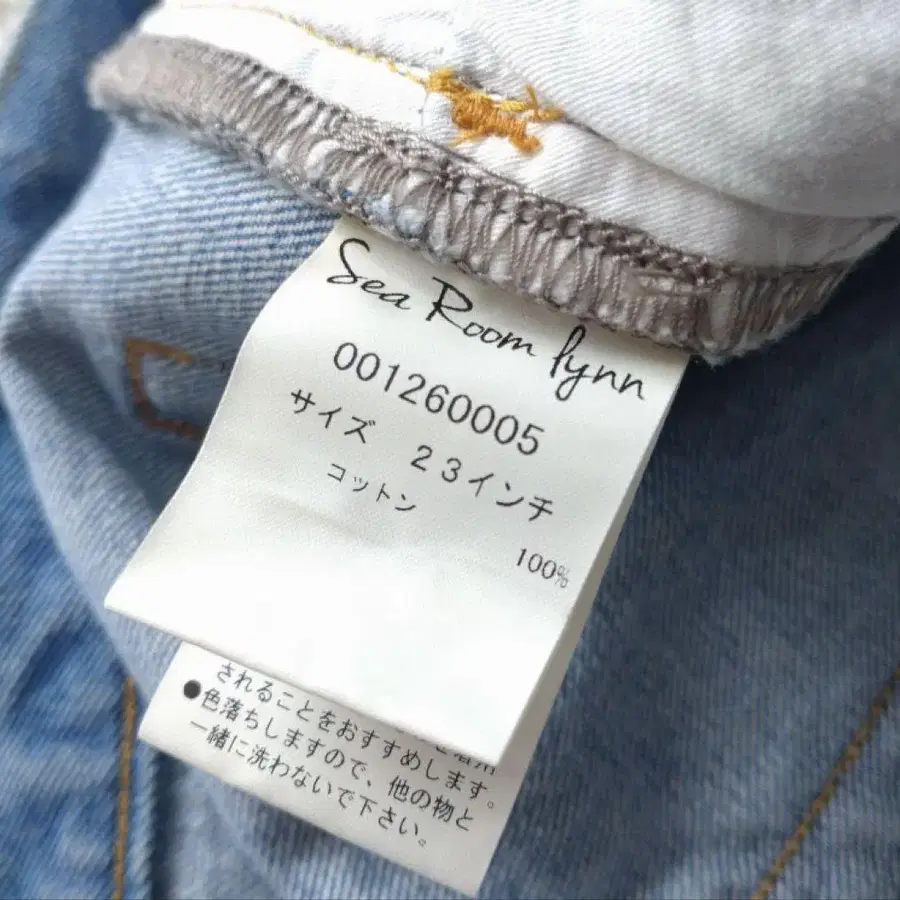 Sea Room lynn
001260005
サイズ　２３インチ
コットン
100%
されることをおすすめします。
●色落ちしますので、他の物と
一緒に洗わないで下さい。